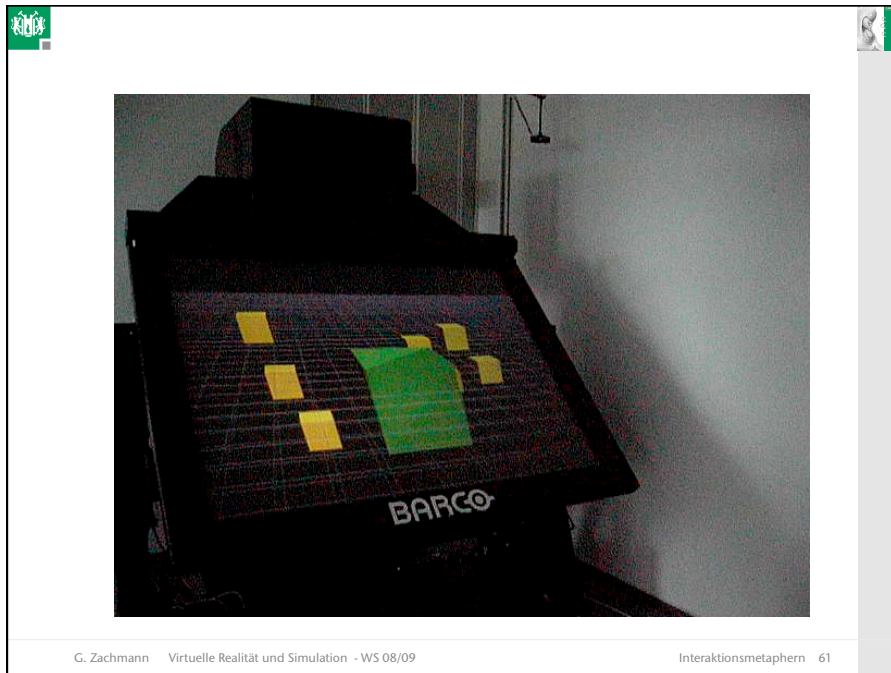 BARCO
G. Zachmann Virtuelle Realität und Simulation - WS 08/09 Interaktionsmetaphern 61